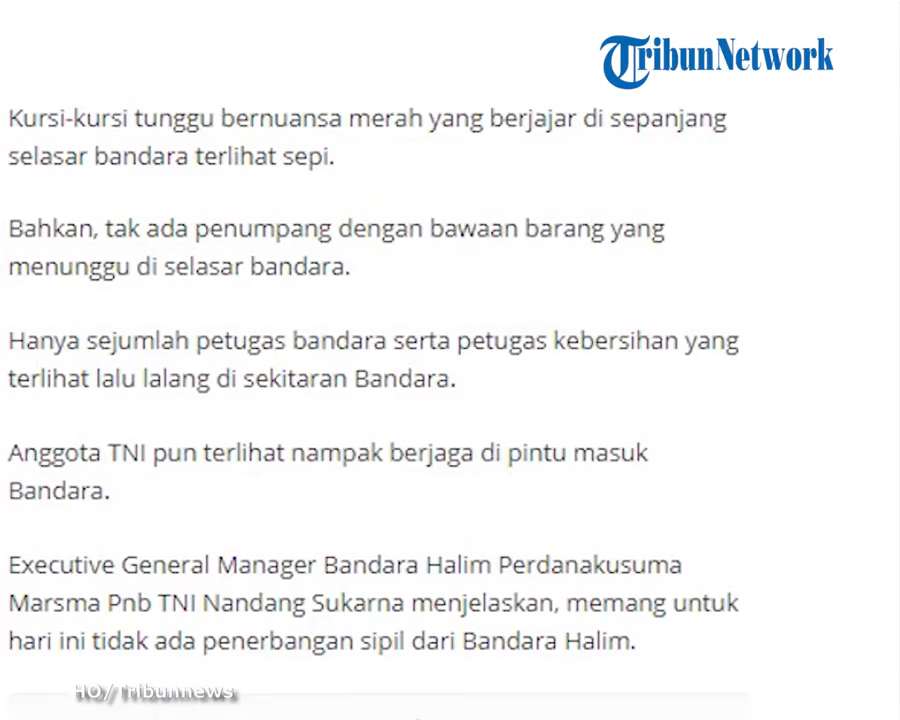 Tribun Network
Kursi-kursi tunggu bernuansa merah yang berjajar di sepanjang
selasar bandara terlihat sepi.
Bahkan, tak ada penumpang dengan bawaan barang yang
menunggu di selasar bandara.
Hanya sejumlah petugas bandara serta petugas kebersihan yang
terlihat lalu lalang di sekitaran Bandara.
Anggota TNI pun terlihat nampak berjaga di pintu masuk
Bandara.
Executive General Manager Bandara Halim Perdanakusuma
Marsma Pnb TNI Nandang Sukarna menjelaskan, memang untuk
hari ini tidak ada penerbangan sipil dari Bandara Halim.
HO/Tribunnews